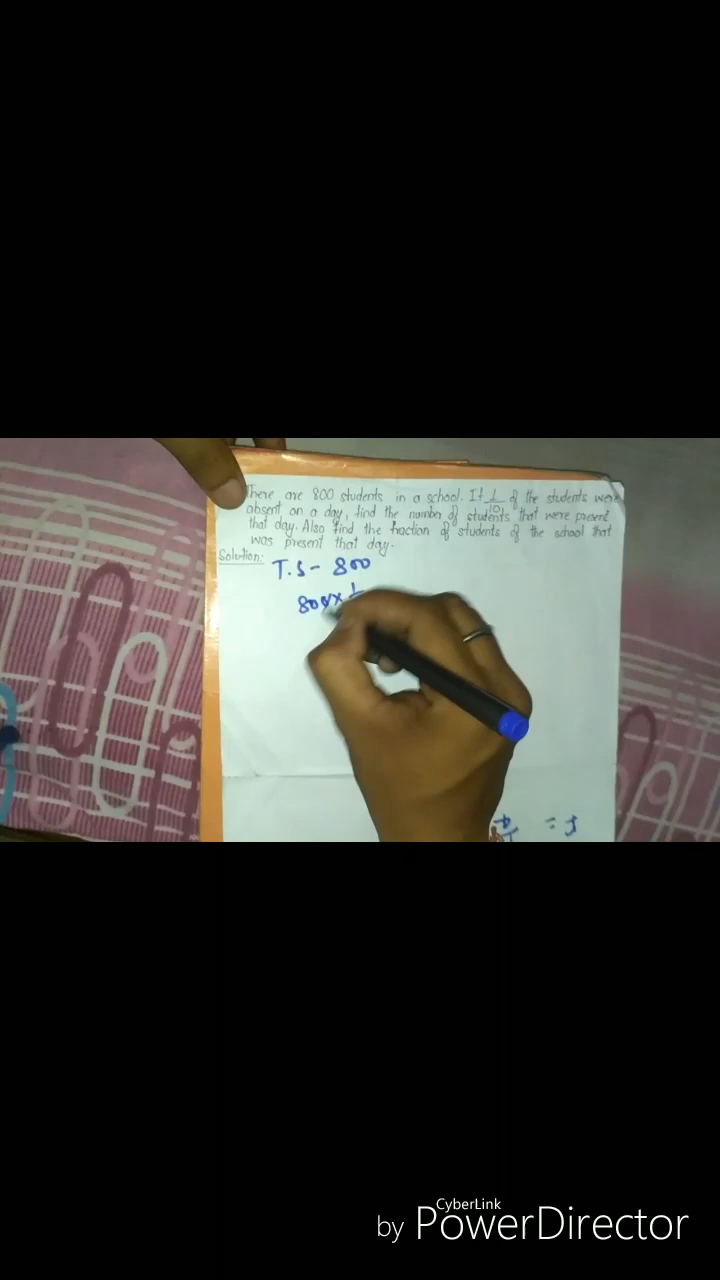 There are 800 students in a school. If 1/10 of the students were
absent on a day, find the number of students that were present
that day. Also find the fraction of students of the school that
was present that day.
Solution:
T.S - 800
800 x 1
CyberLink
by PowerDirector